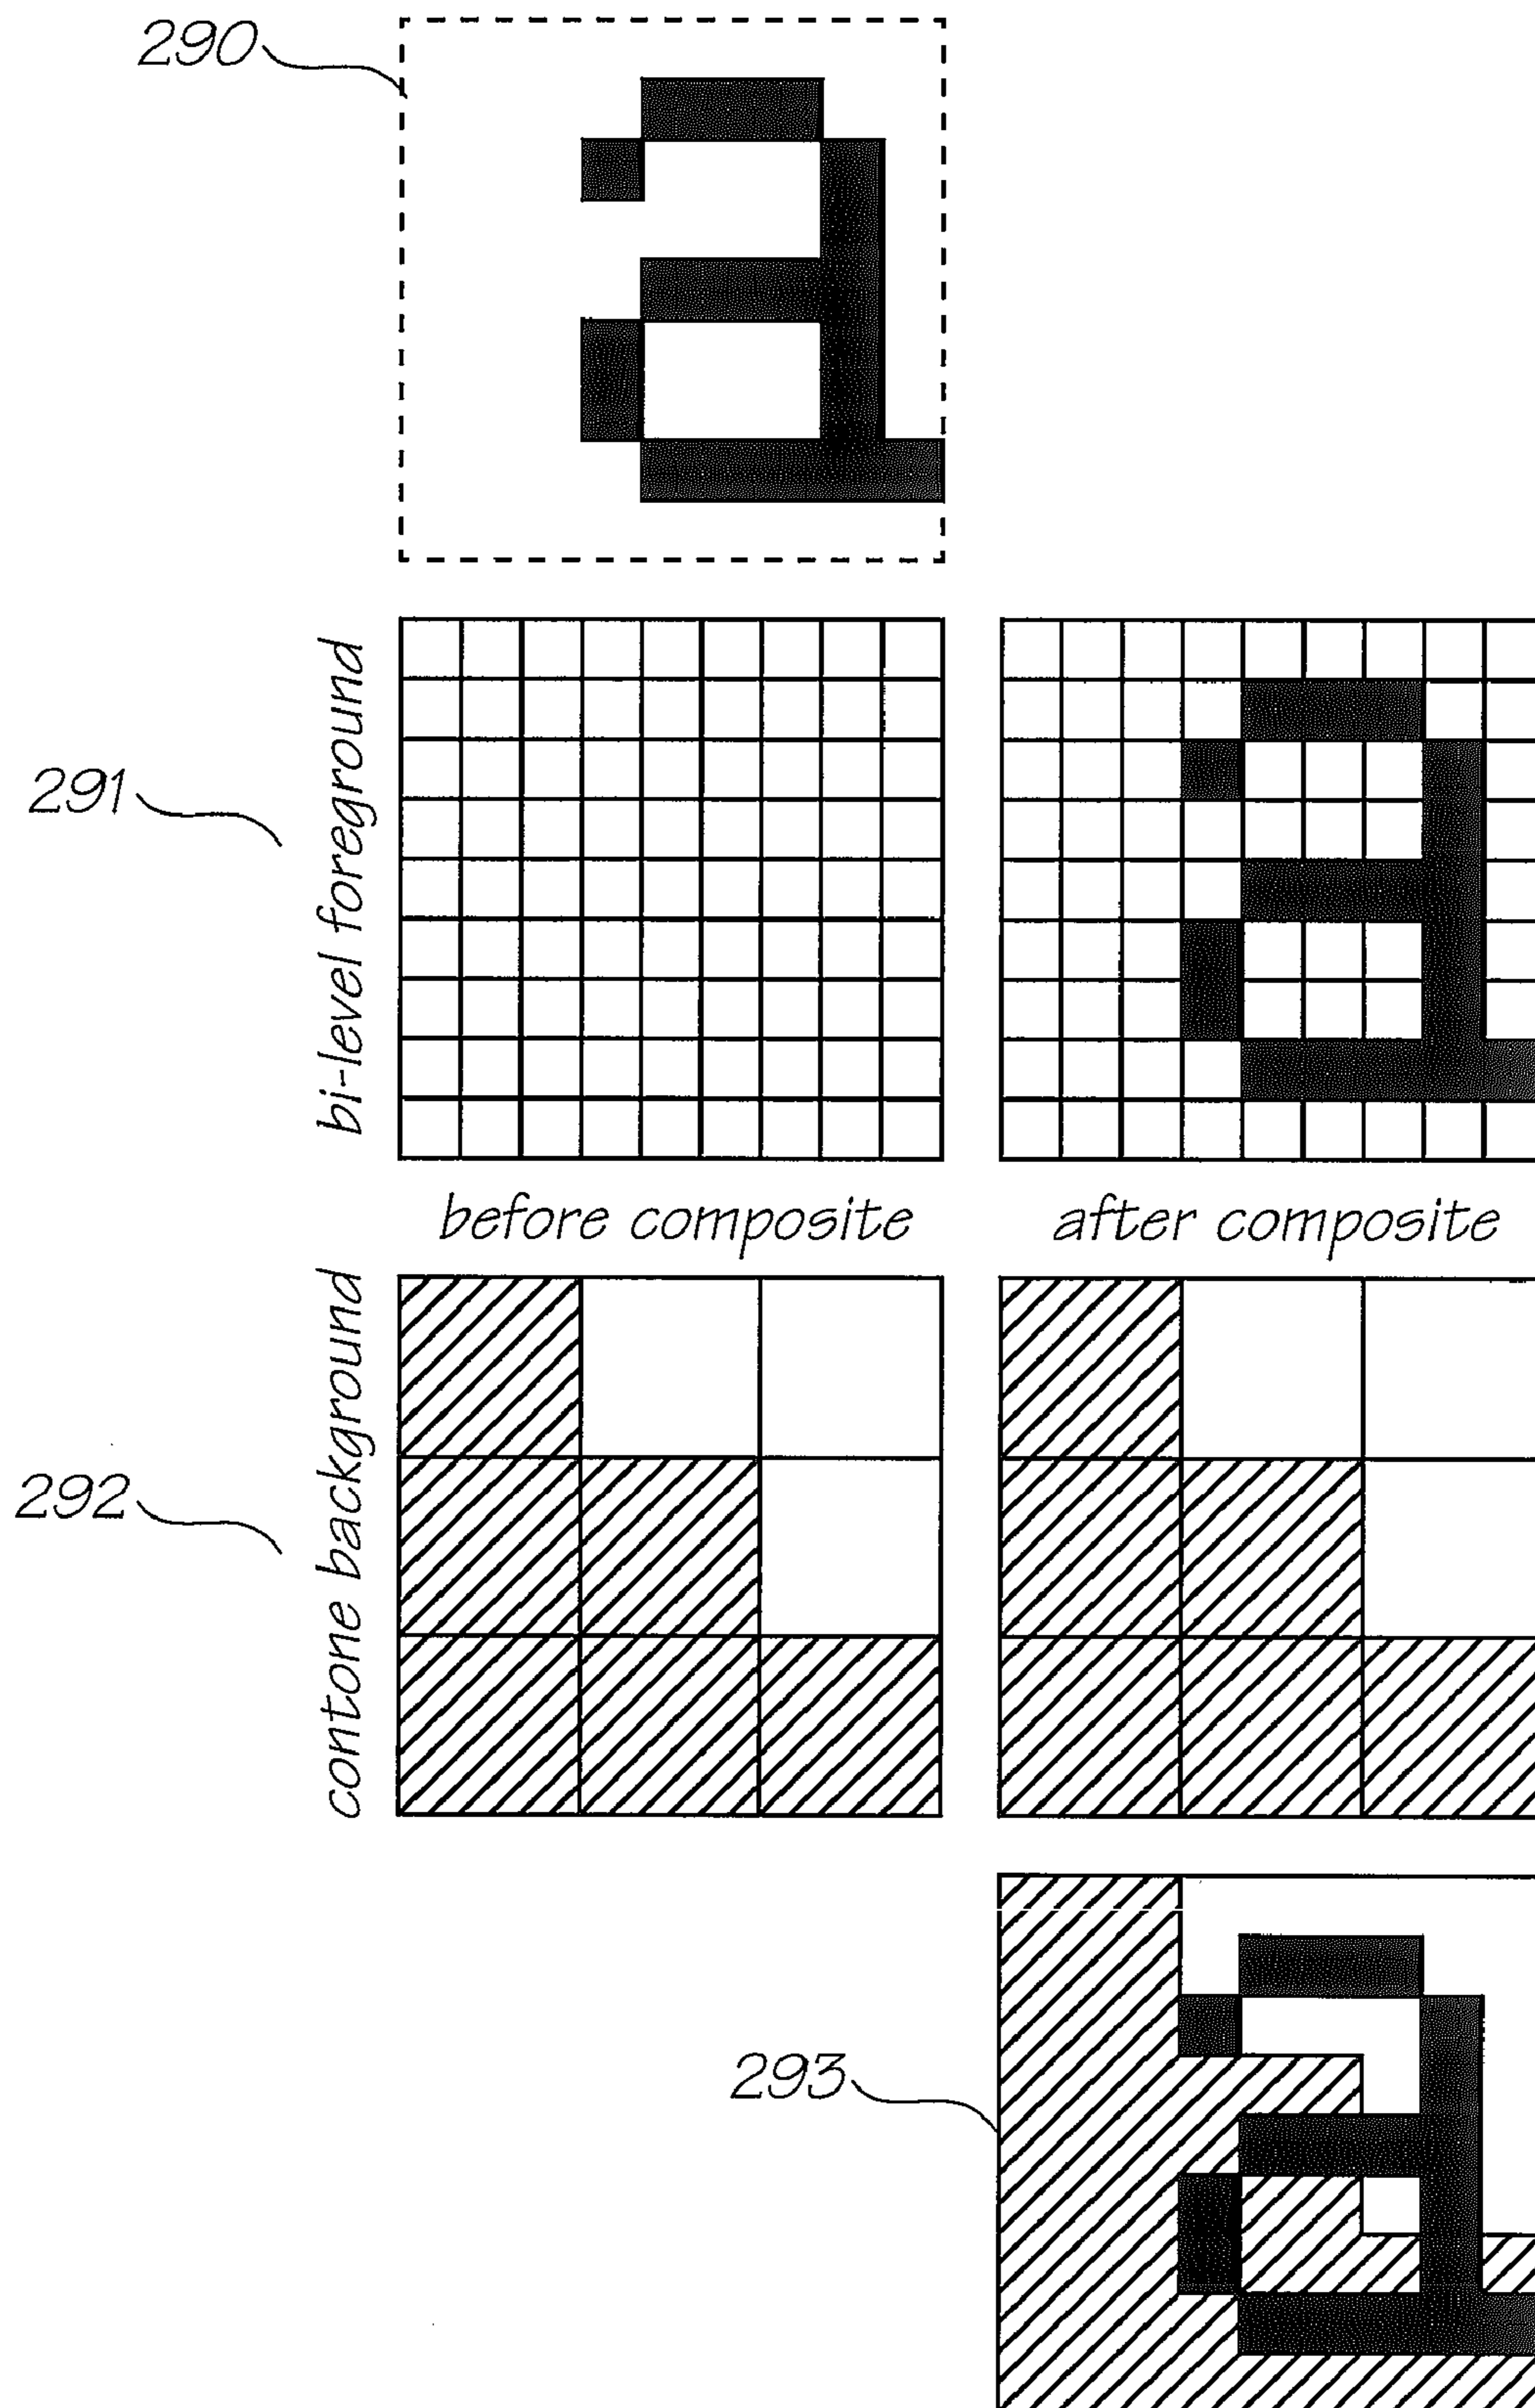 290
a
291
bi-level foreground
before composite
after composite
292
contone background
293